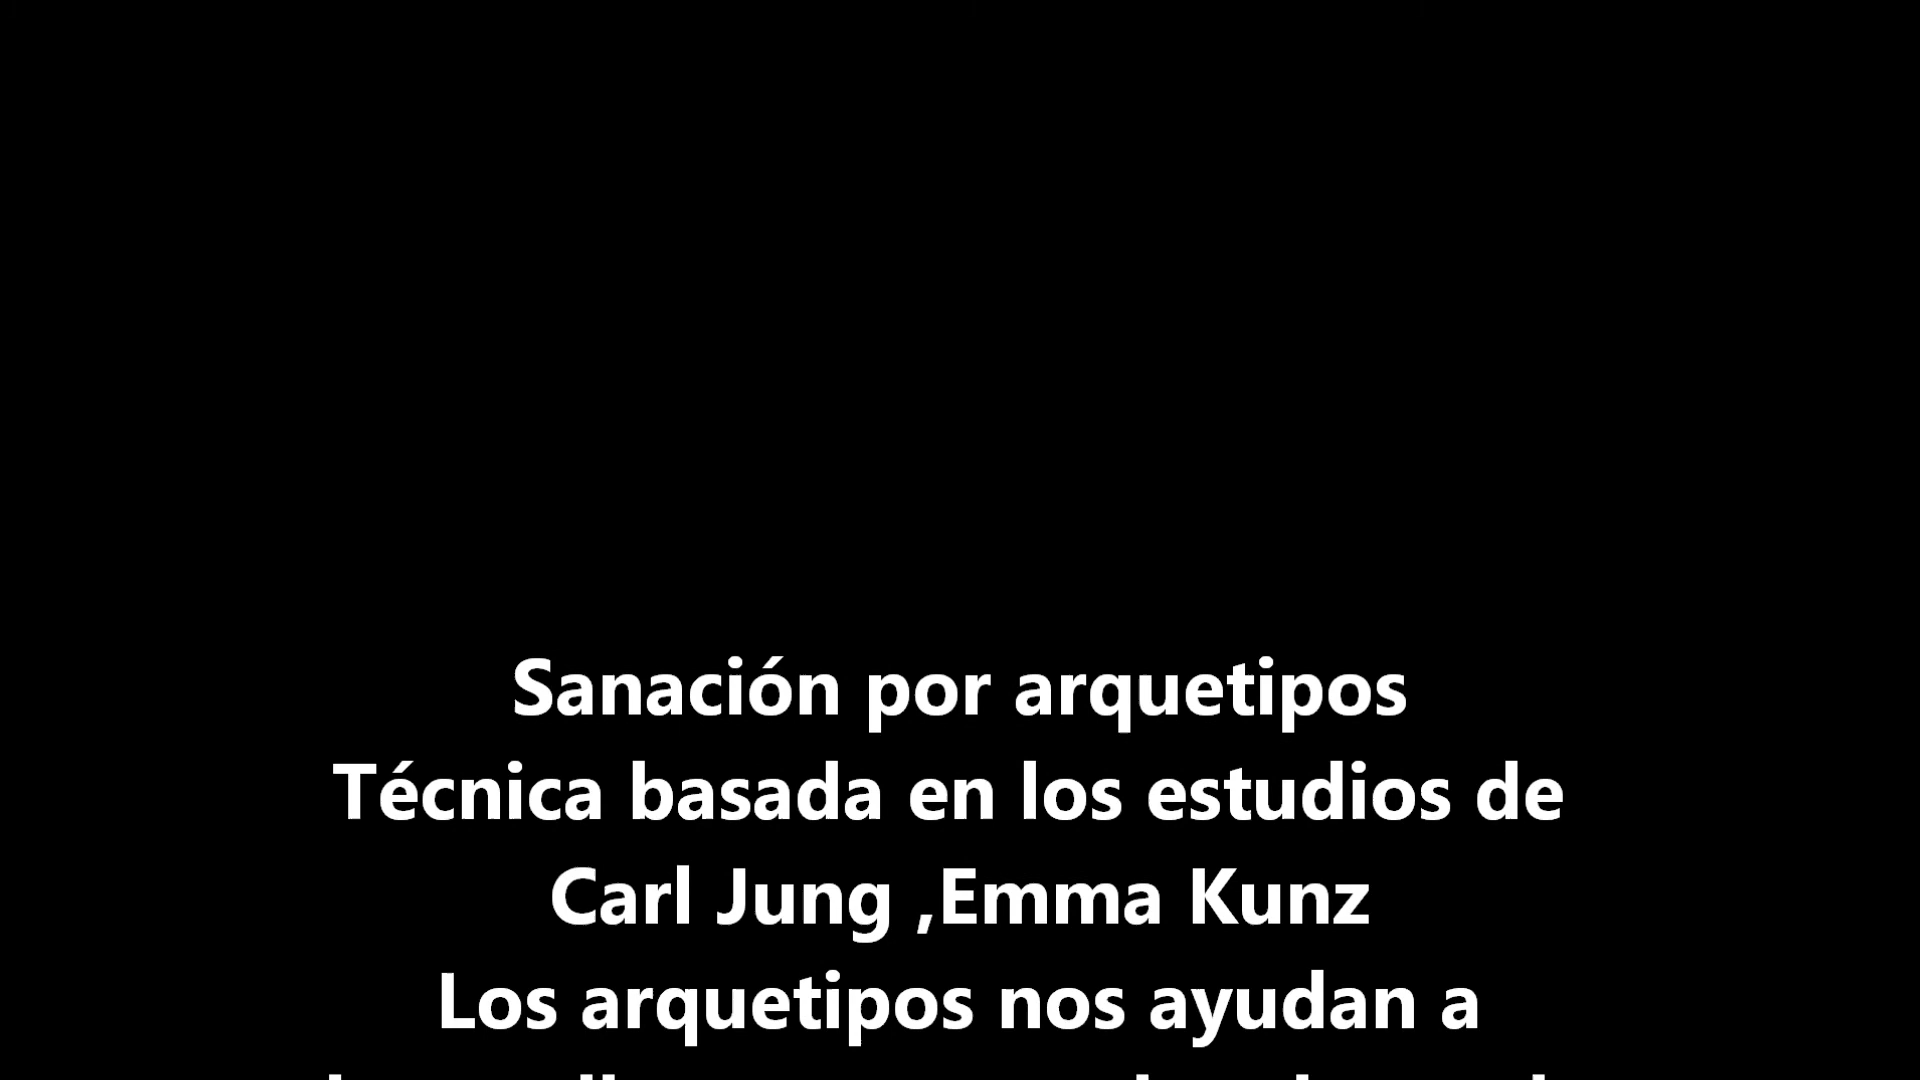 Sanación por arquetipos
Técnica basada en los estudios de
Carl Jung ,Emma Kunz
Los arquetipos nos ayudan a